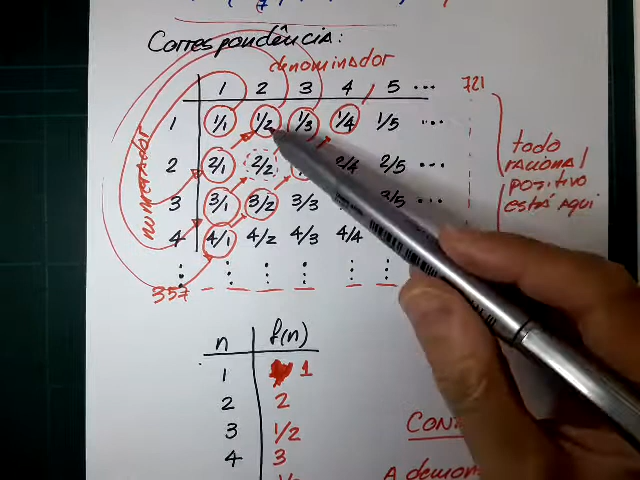 Correspondência:
denominador
1 2 3 4 5 ... 721
numerador
1 1/1 1/2 1/3 1/4 1/5 ...
2 2/1 2/2 2/4 2/5 ...
3 3/1 3/2 3/3 3/5 ...
4 4/1 4/2 4/3 4/4
357
todo
racional
positivo
está aqui
n f(n)
1 1
2 2
3 1/2
4 3
A demon